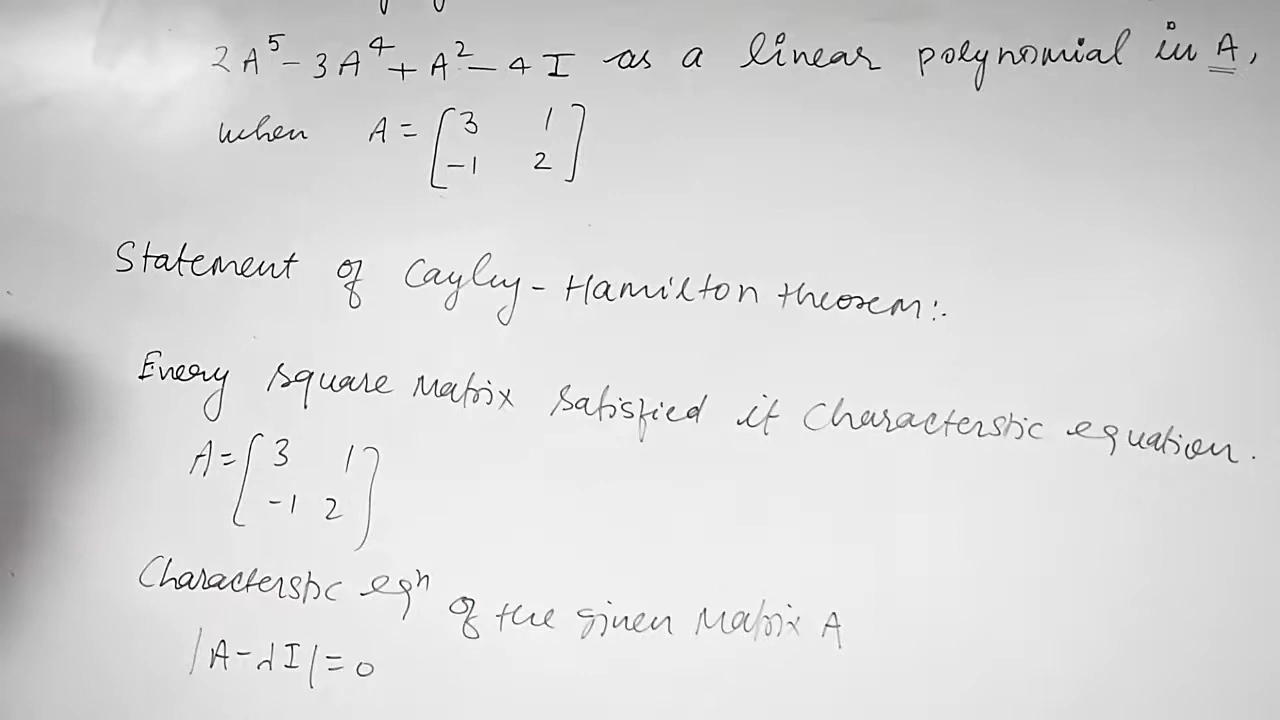 2A⁵ - 3A⁴ + A² - 4I as a linear polynomial in A,
when A = [3 1
-1 2]
Statement of Cayley-Hamilton theorem:.
Every square Matrix satisfied it Characterstic equation.
A = [3 1
-1 2]
Characterstic eqⁿ of the given Matrix A
|A-λI| = 0